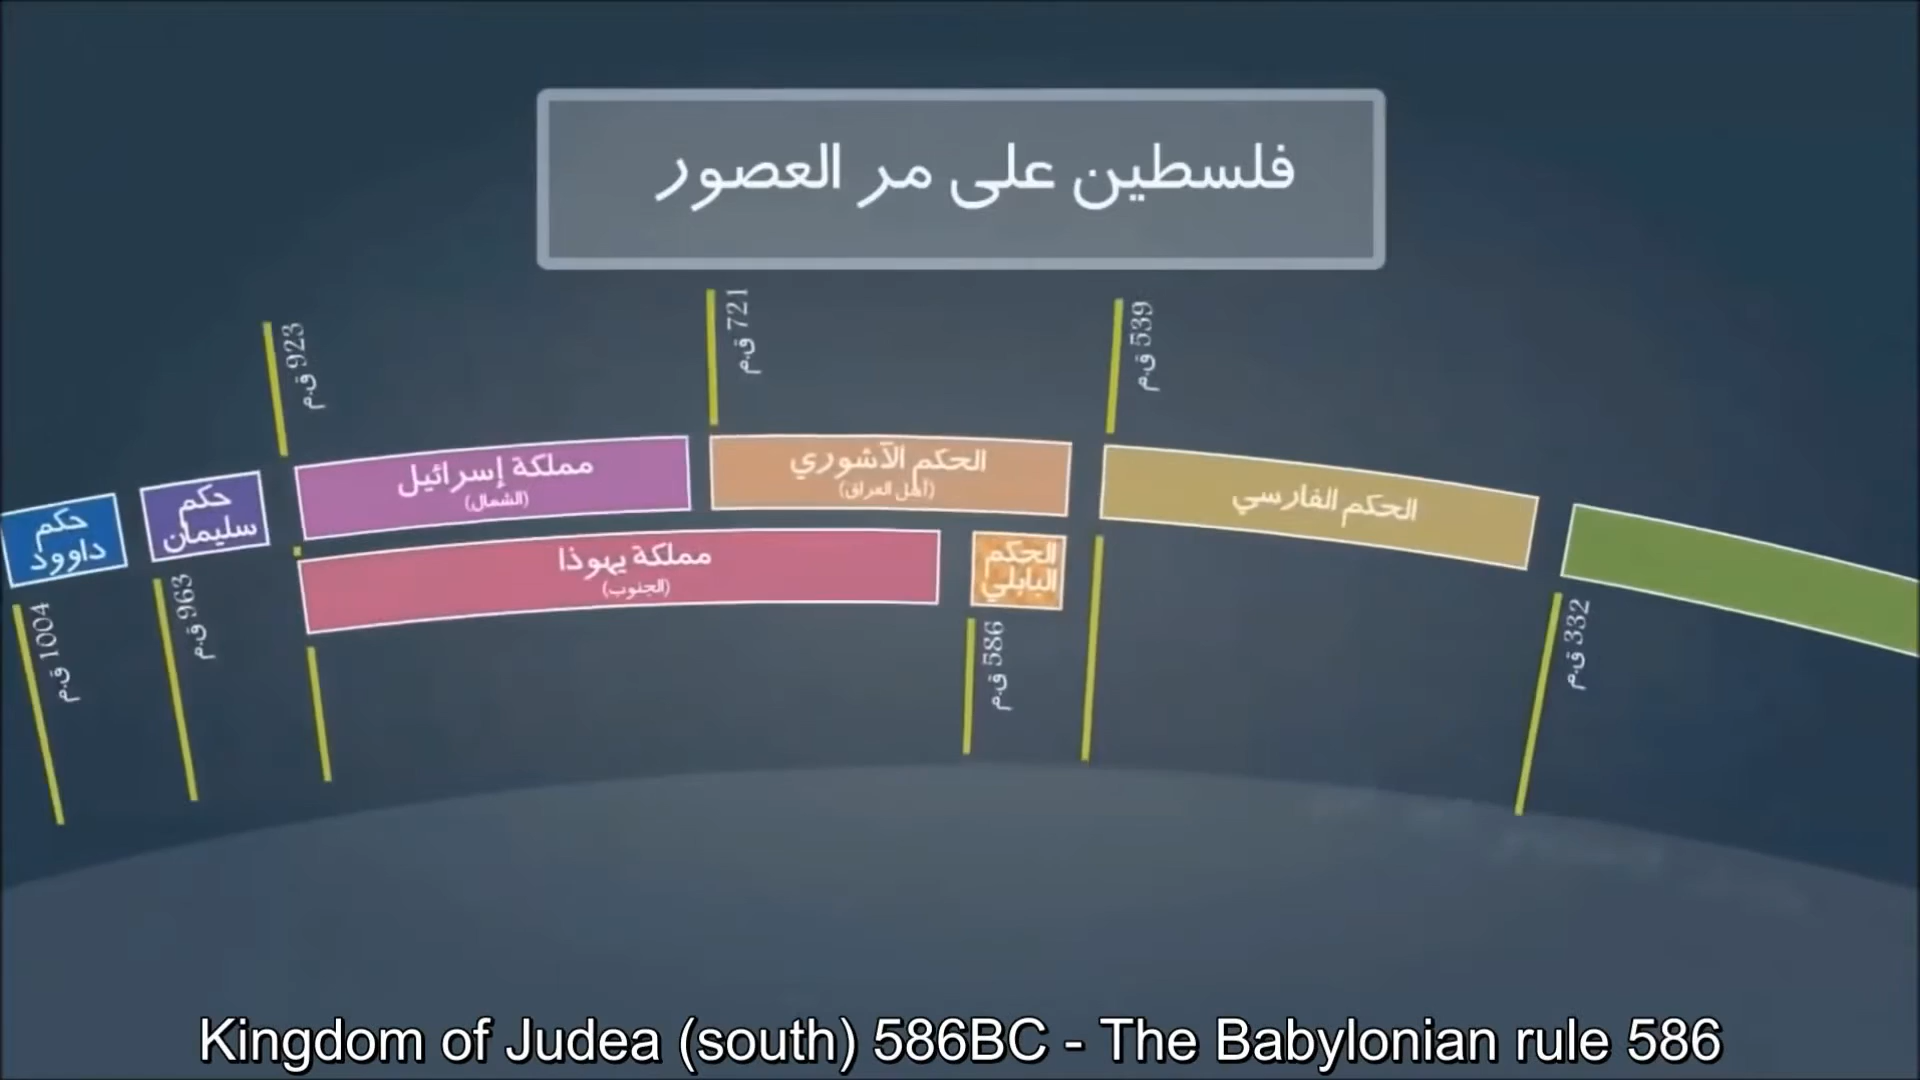 فلسطين على مر العصور
923 ق.م
721 ق.م
539 ق.م
حكم
داوود
حكم
سليمان
مملكة إسرائيل
(الشمال)
الحكم الآشوري
(أهل العراق)
الحكم الفارسي
مملكة يهوذا
(الجنوب)
الحكم
البابلي
1004 ق.م
963 ق.م
586 ق.م
332 ق.م
Kingdom of Judea (south) 586BC - The Babylonian rule 586